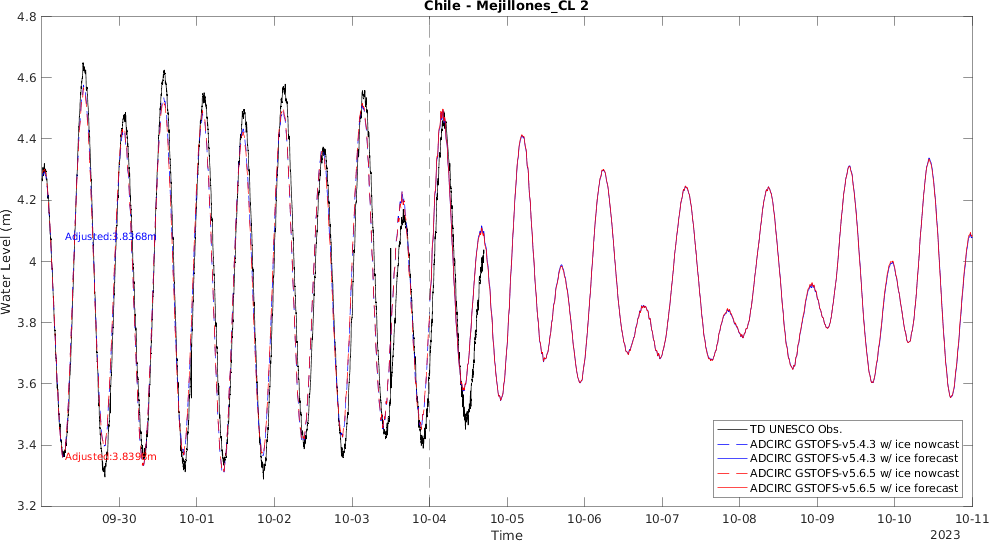 Chile - Mejillones_CL 2
4.8
4.6
4.4
4.2
4
3.8
3.6
3.4
3.2
Water Level (m)
Adjusted:3.8368m
Adjusted:3.8396m
TD UNESCO Obs.
ADCIRC GSTOFS-v5.4.3 w/ ice nowcast
ADCIRC GSTOFS-v5.4.3 w/ ice forecast
ADCIRC GSTOFS-v5.6.5 w/ ice nowcast
ADCIRC GSTOFS-v5.6.5 w/ ice forecast
09-30 10-01 10-02 10-03 10-04 10-05 10-06 10-07 10-08 10-09 10-10 10-11
Time
2023